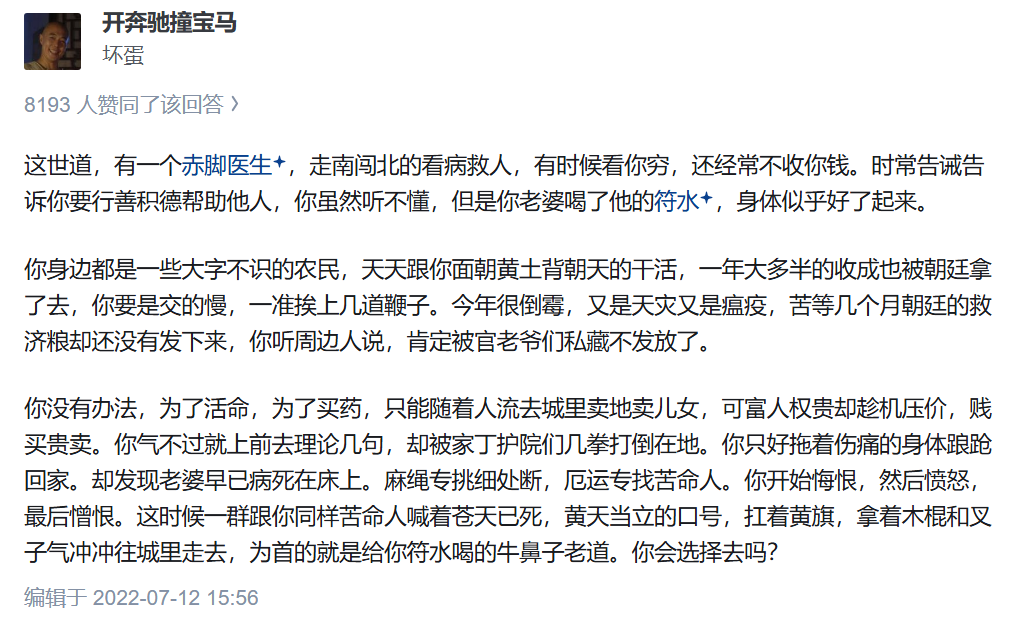 开奔驰撞宝马
坏蛋
8193 人赞同了该回答 ›
这世道，有一个赤脚医生，走南闯北的看病救人，有时候看你穷，还经常不收你钱。时常告诫告
诉你要行善积德帮助他人，你虽然听不懂，但是你老婆喝了他的符水，身体似乎好了起来。
你身边都是一些大字不识的农民，天天跟你面朝黄土背朝天的干活，一年大多半的收成也被朝廷拿
了去，你要是交的慢，一准挨上几道鞭子。今年很倒霉，又是天灾又是瘟疫，苦等几个月朝廷的救
济粮却还没有发下来，你听周边人说，肯定被官老爷们私藏不发放了。
你没有办法，为了活命，为了买药，只能随着人流去城里卖地卖儿女，可富人权贵却趁机压价，贱
买贵卖。你气不过就上前去理论几句，却被家丁护院们几拳打倒在地。你只好拖着伤痛的身体踉跄
回家。却发现老婆早已病死在床上。麻绳专挑细处断，厄运专找苦命人。你开始悔恨，然后愤怒，
最后憎恨。这时候一群跟你同样苦命人喊着苍天已死，黄天当立的口号，扛着黄旗，拿着木棍和叉
子气冲冲往城里走去，为首的就是给你符水喝的牛鼻子老道。你会选择去吗？
编辑于 2022-07-12 15:56